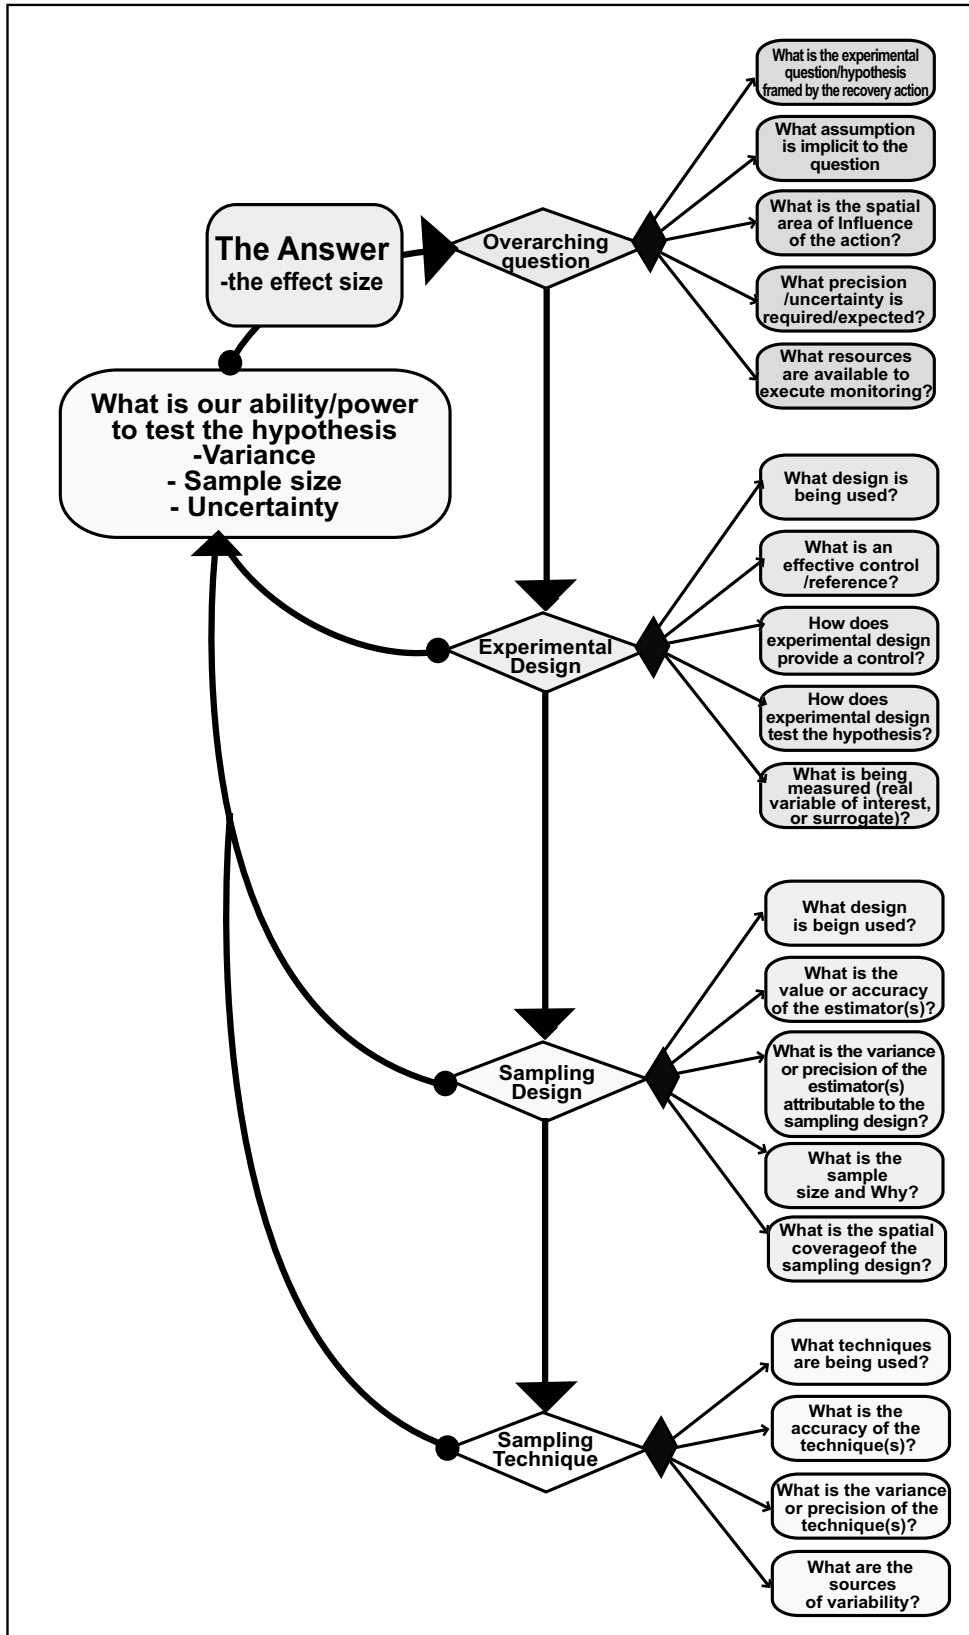 What is the experimental
question/hypothesis
framed by the recovery action
What assumption
is implicit to the
question
What is the spatial
area of Influence
of the action?
What precision
/uncertainty is
required/expected?
What resources
are available to
execute monitoring?
The Answer
-the effect size
Overarching
question
What is our ability/power
to test the hypothesis
-Variance
- Sample size
- Uncertainty
What design is
being used?
What is an
effective control
/reference?
How does
experimental design
provide a control?
How does
experimental design
test the hypothesis?
What is being
measured (real
variable of interest,
or surrogate)?
Experimental
Design
What design
is beign used?
What is the
value or accuracy
of the estimator(s)?
What is the variance
or precision of the
estimator(s)
attributable to the
sampling design?
What is the
sample
size and Why?
What is the spatial
coverageof the
sampling design?
Sampling
Design
What techniques
are being used?
What is the
accuracy of the
technique(s)?
What is the variance
or precision of the
technique(s)?
What are the
sources
of variability?
Sampling
Technique